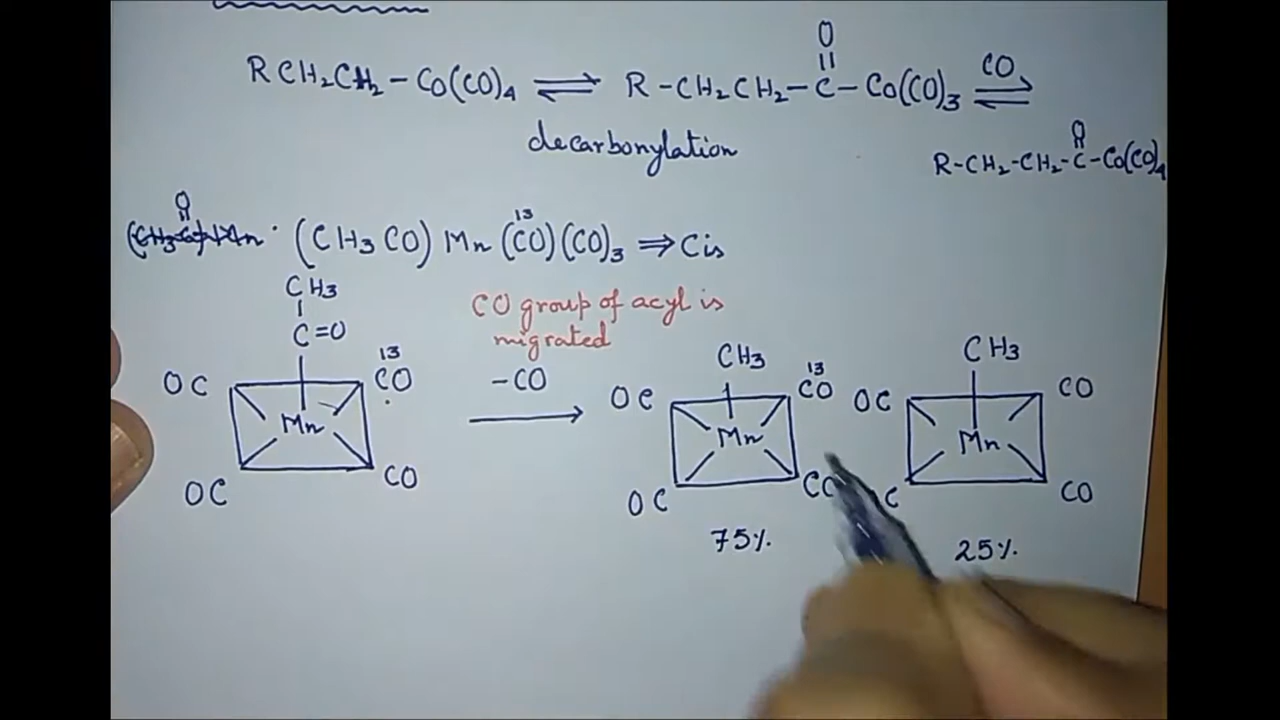 O
RCH₂CH₂ – Co(CO)₄ ⇌ R – CH₂CH₂ – C – Co(CO)₃ CO ⇌
decarbonylation
O
R-CH₂-CH₂-C-Co(CO)₄
(CH₃CO) Mn (¹³CO)(CO)₃ ⇒ Cis
CH₃
C=O
CO group of acyl is
migrated
OC Mn ¹³CO
OC CO
–CO
CH₃
OC Mn ¹³CO
OC CO
75%
CH₃
OC Mn CO
C CO
25%